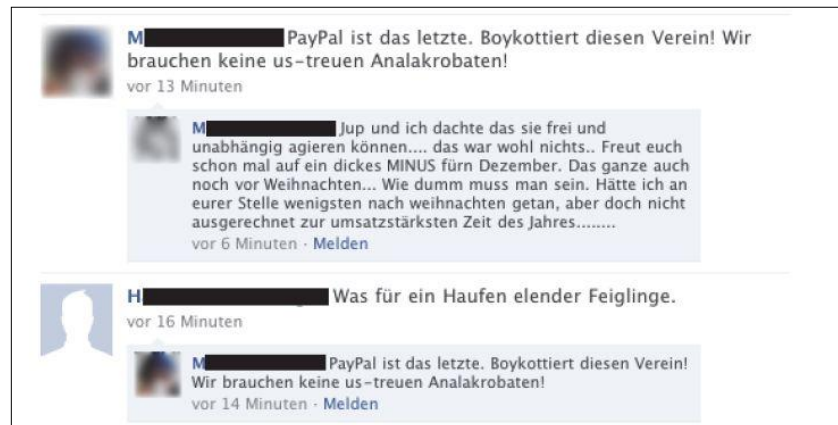 M PayPal ist das letzte. Boykottiert diesen Verein! Wir
brauchen keine us-treuen Analakrobaten!
vor 13 Minuten
M Jup und ich dachte das sie frei und
unabhängig agieren können.... das war wohl nichts.. Freut euch
schon mal auf ein dickes MINUS fürn Dezember. Das ganze auch
noch vor Weihnachten... Wie dumm muss man sein. Hätte ich an
eurer Stelle wenigsten nach weihnachten getan, aber doch nicht
ausgerechnet zur umsatzstärksten Zeit des Jahres........
vor 6 Minuten · Melden
H Was für ein Haufen elender Feiglinge.
vor 16 Minuten
M PayPal ist das letzte. Boykottiert diesen Verein!
Wir brauchen keine us-treuen Analakrobaten!
vor 14 Minuten · Melden